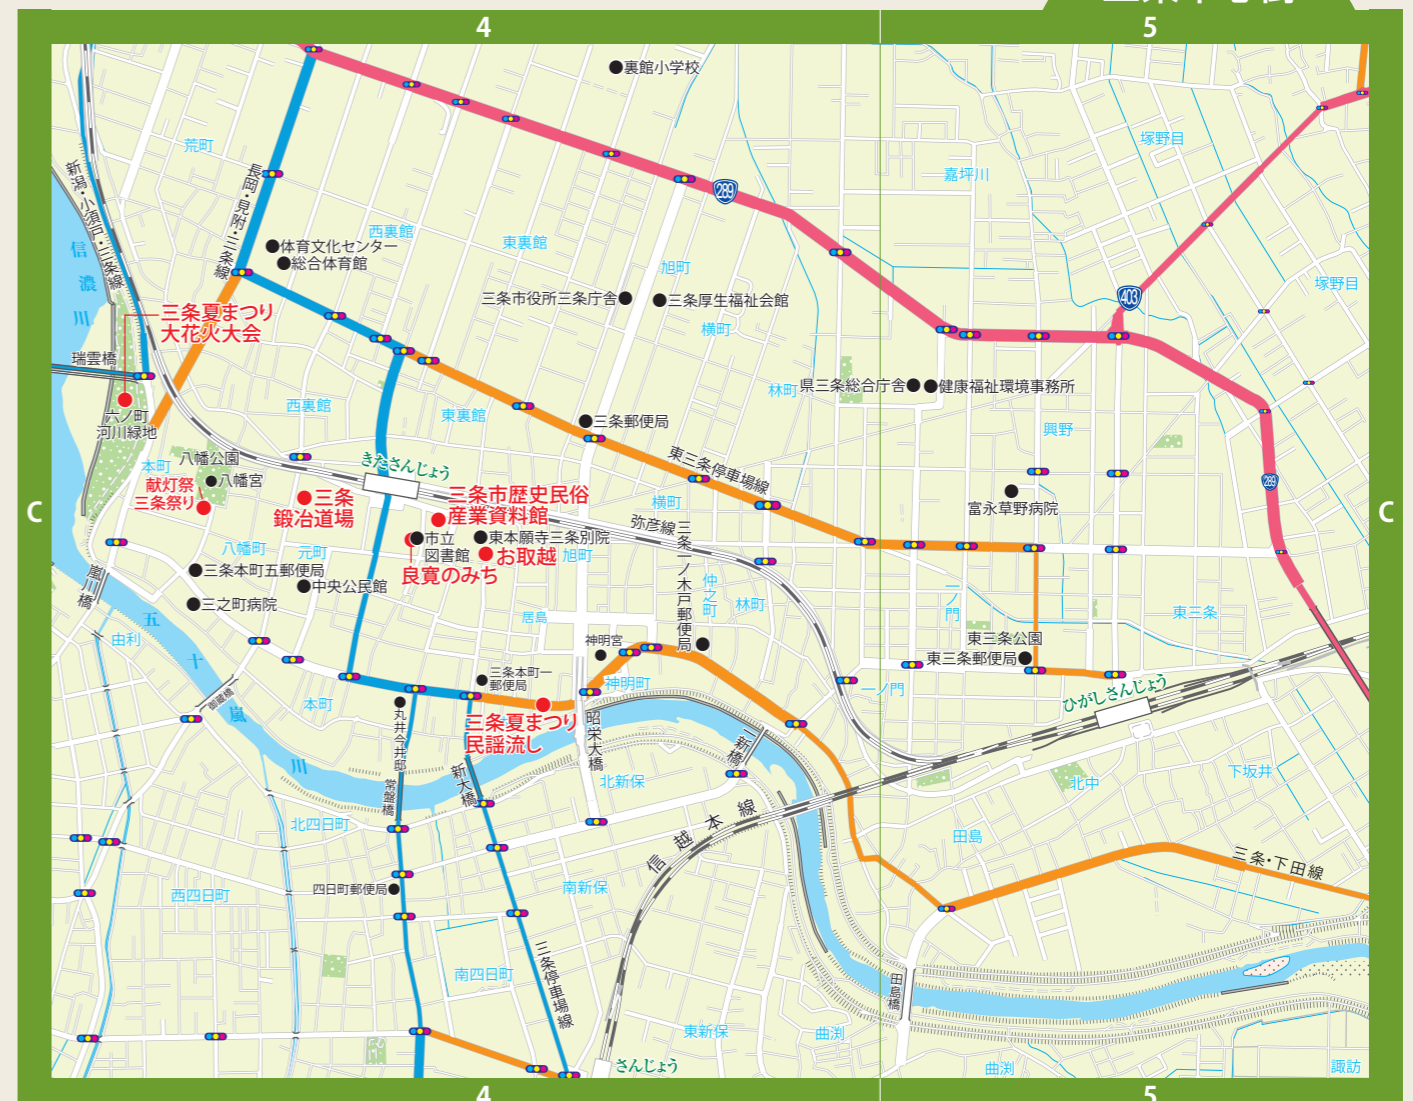 4
5
裏館小学校
荒町
塚野目
嘉坪川
新潟・小須戸・三条線
長岡・見附・三条線
289
西裏館
東裏館
体育文化センター
総合体育館
旭町
信濃川
塚野目
403
三条市役所三条庁舎
三条厚生福祉会館
三条夏まつり
大花火大会
横町
瑞雲橋
県三条総合庁舎
健康福祉環境事務所
林町
六ノ町
河川緑地
西裏館
東裏館
三条郵便局
興野
本町
八幡公園
きたさんじょう
東三条停車場線
289
献灯祭
三条祭り
八幡宮
三条
鍛冶道場
三条市歴史民俗
産業資料館
横町
富永草野病院
C
C
市立
図書館
東本願寺三条別院
弥彦線
八幡町
元町
お取越
旭町
三条一ノ木戸郵便局
良寛のみち
三条本町五郵便局
中央公民館
仲之町
嵐川橋
三之町病院
林町
一ノ門
東三条
居島
由利
五十嵐川
神明宮
東三条公園
東三条郵便局
三条本町一
郵便局
神明町
一ノ門
ひがしさんじょう
御蔵橋
本町
丸井今井邸
三条夏まつり
民謡流し
昭栄大橋
一新橋
新大橋
常盤橋
北新保
北中
下坂井
北四日町
信越本線
田島
三条・下田線
西四日町
四日町郵便局
南新保
南四日町
三条停車場線
田島橋
東新保
曲渕
曲渕
諏訪
さんじょう
4
5